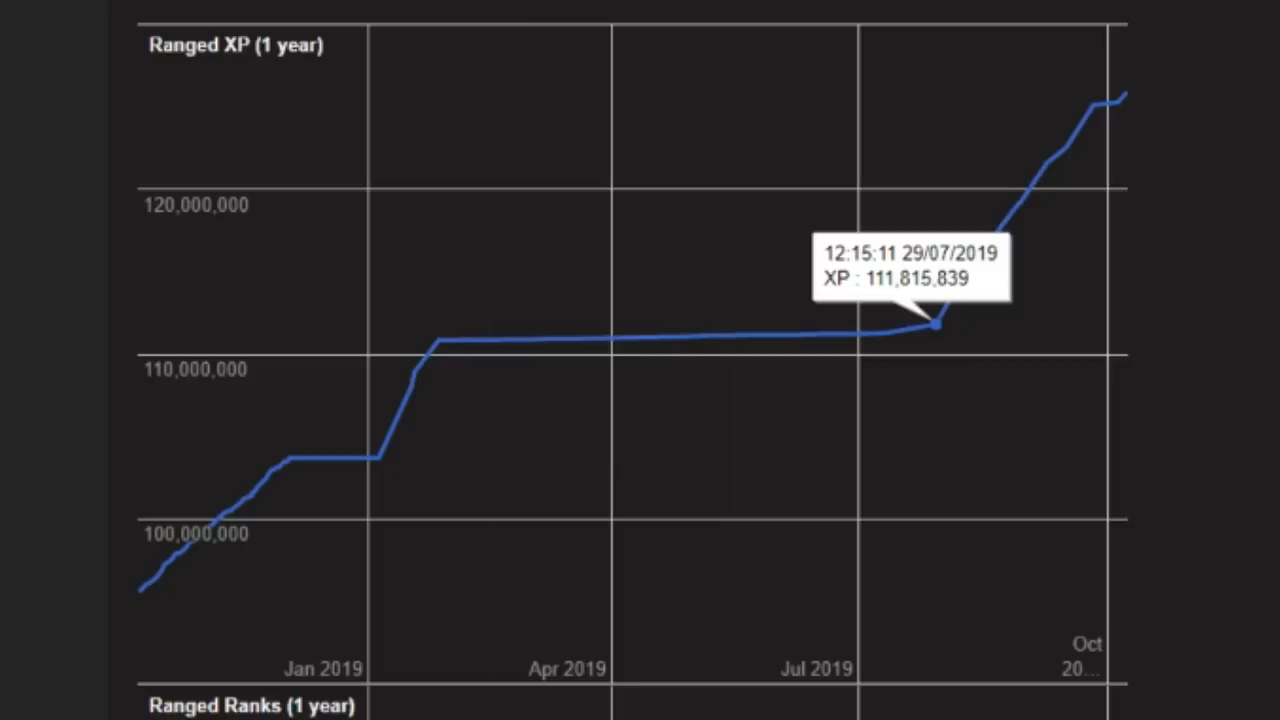 Ranged XP (1 year)
120,000,000
12:15:11 29/07/2019
XP : 111,815,839
110,000,000
100,000,000
Oct
Jan 2019 Apr 2019 Jul 2019 20...
Ranged Ranks (1 year)